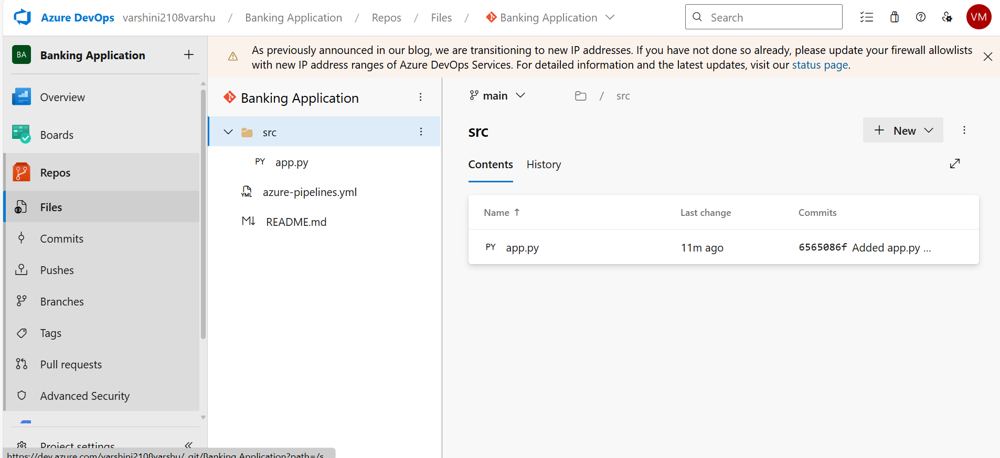 Azure DevOps varshini2108varshu / Banking Application / Repos / Files / Banking Application
Search
VM
BA Banking Application
As previously announced in our blog, we are transitioning to new IP addresses. If you have not done so already, please update your firewall allowlists
with new IP address ranges of Azure DevOps Services. For detailed information and the latest updates, visit our status page.
Overview
Boards
Repos
Files
Commits
Pushes
Branches
Tags
Pull requests
Advanced Security
Project settings
Banking Application
src
PY app.py
YML azure-pipelines.yml
M↓ README.md
main / src
src
New
Contents History
Name ↑ Last change Commits
PY app.py 11m ago 6565086f Added app.py ...
https://dev.azure.com/varshini2108varshu/_git/Banking Application?path=/s...